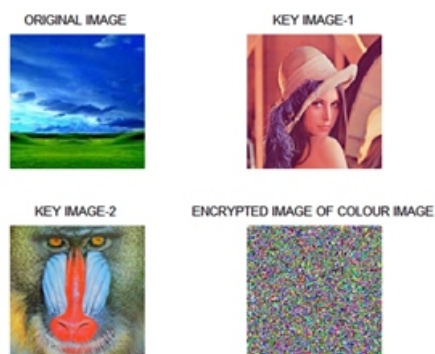 ORIGINAL IMAGE
KEY IMAGE-1
KEY IMAGE-2
ENCRYPTED IMAGE OF COLOUR IMAGE